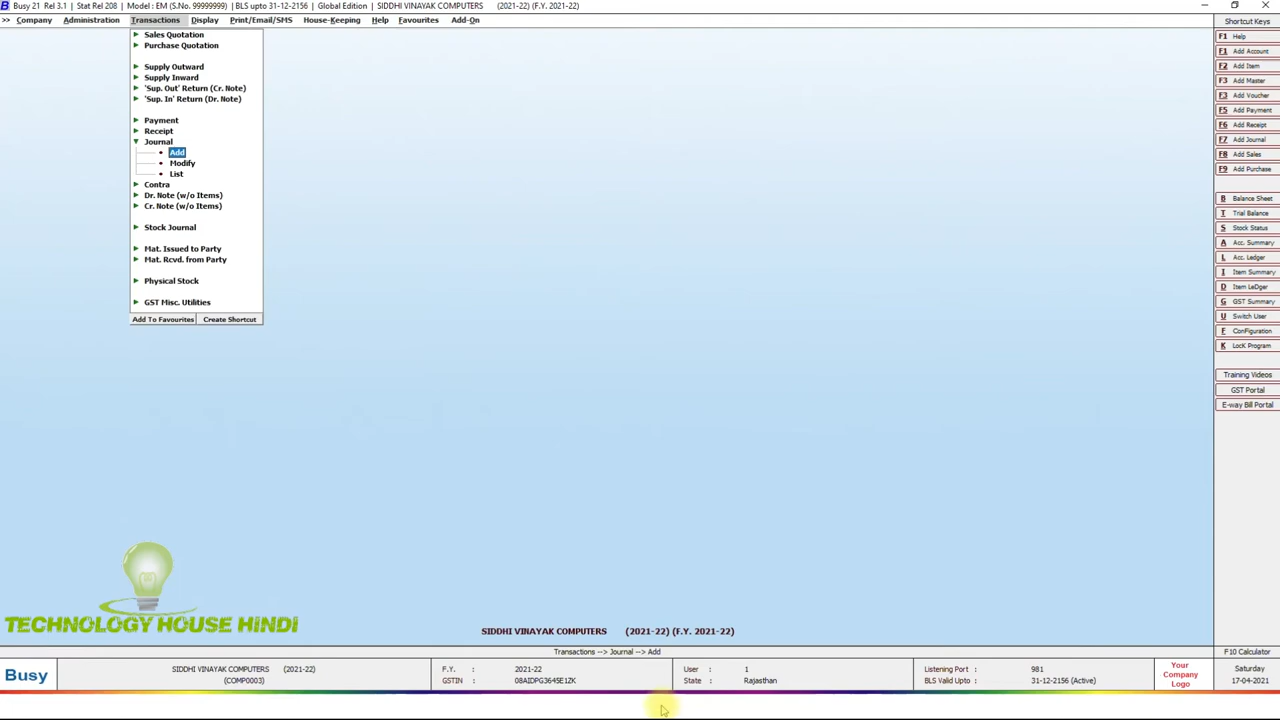 Busy 21 Rel 3.1 | Stat Rel 208 | Model : EM (S.No. 99999999) | BLS upto 31-12-2156 | Global Edition | SIDDHI VINAYAK COMPUTERS (2021-22) (F.Y. 2021-22)
>> Company Administration Transactions Display Print/Email/SMS House-Keeping Help Favourites Add-On
Sales Quotation
Purchase Quotation
Supply Outward
Supply Inward
'Sup. Out' Return (Cr. Note)
'Sup. In' Return (Dr. Note)
Payment
Receipt
Journal
Add
Modify
List
Contra
Dr. Note (w/o Items)
Cr. Note (w/o Items)
Stock Journal
Mat. Issued to Party
Mat. Rcvd. from Party
Physical Stock
GST Misc. Utilities
Add To Favourites Create Shortcut
Shortcut Keys
F1 Help
F1 Add Account
F2 Add Item
F3 Add Master
F3 Add Voucher
F5 Add Payment
F6 Add Receipt
F7 Add Journal
F8 Add Sales
F9 Add Purchase
B Balance Sheet
T Trial Balance
S Stock Status
A Acc. Summary
L Acc. Ledger
I Item Summary
D Item LeDger
G GST Summary
U Switch User
F ConFiguration
K LocK Program
Training Videos
GST Portal
E-way Bill Portal
TECHNOLOGY HOUSE HINDI
SIDDHI VINAYAK COMPUTERS (2021-22) (F.Y. 2021-22)
Transactions --> Journal --> Add
F10 Calculator
Busy
SIDDHI VINAYAK COMPUTERS (2021-22)
(COMP0003)
F.Y. : 2021-22
GSTIN : 08AIDPG3645E1ZK
User : 1
State : Rajasthan
Listening Port : 981
BLS Valid Upto : 31-12-2156 (Active)
Your
Company
Logo
Saturday
17-04-2021